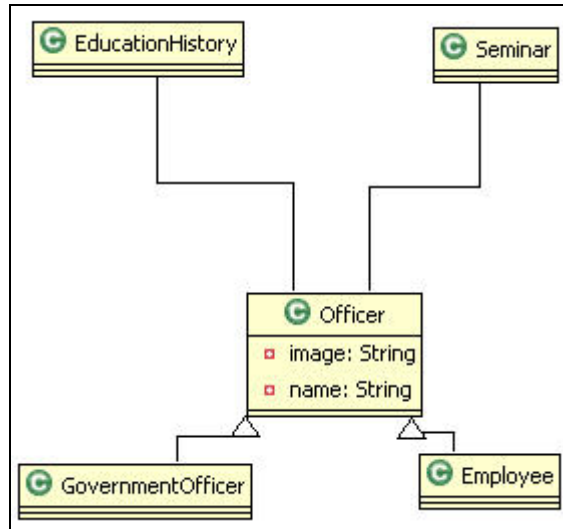 C EducationHistory
C Seminar
C Officer
image: String
name: String
C GovernmentOfficer
C Employee